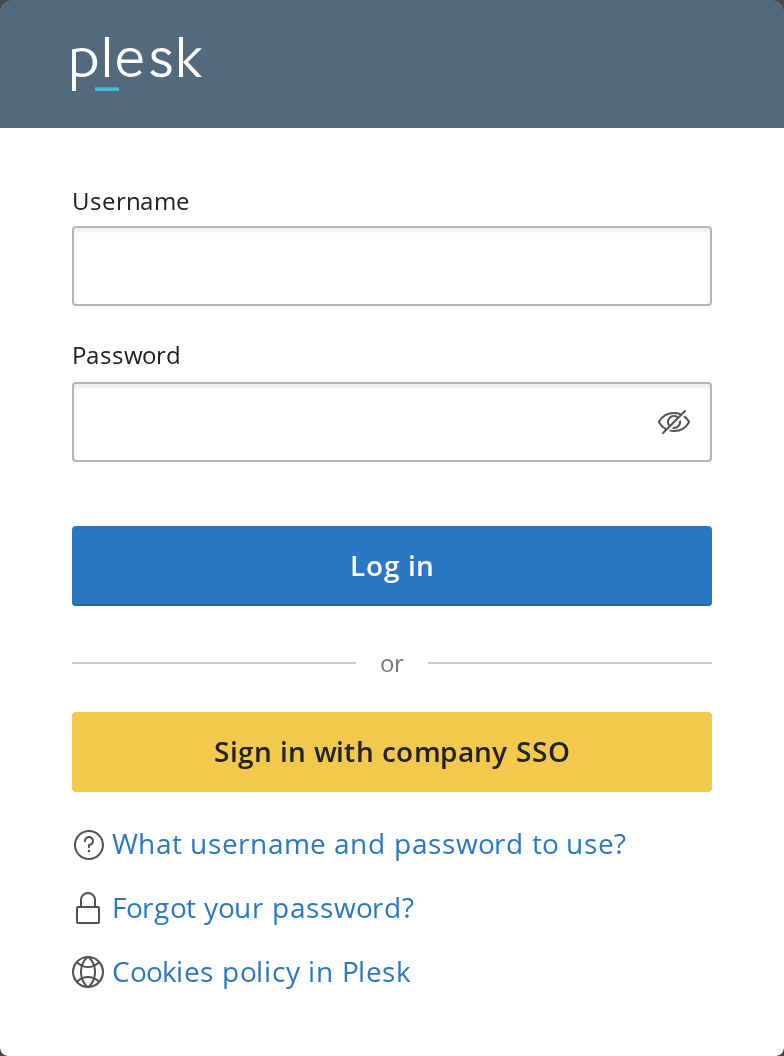 plesk
Username
Password
Log in
or
Sign in with company SSO
What username and password to use?
Forgot your password?
Cookies policy in Plesk